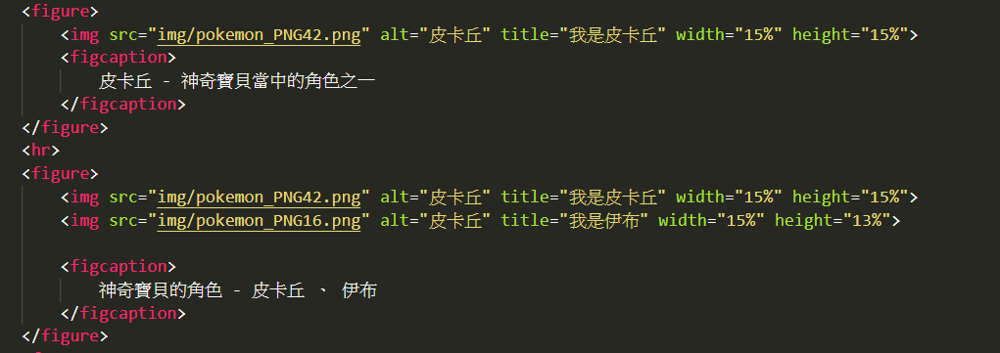 <figure>
<img src="img/pokemon_PNG42.png" alt="皮卡丘" title="我是皮卡丘" width="15%" height="15%">
<figcaption>
皮卡丘 - 神奇寶貝當中的角色之一
</figcaption>
</figure>
<hr>
<figure>
<img src="img/pokemon_PNG42.png" alt="皮卡丘" title="我是皮卡丘" width="15%" height="15%">
<img src="img/pokemon_PNG16.png" alt="皮卡丘" title="我是伊布" width="15%" height="13%">
<figcaption>
神奇寶貝的角色 - 皮卡丘 、 伊布
</figcaption>
</figure>